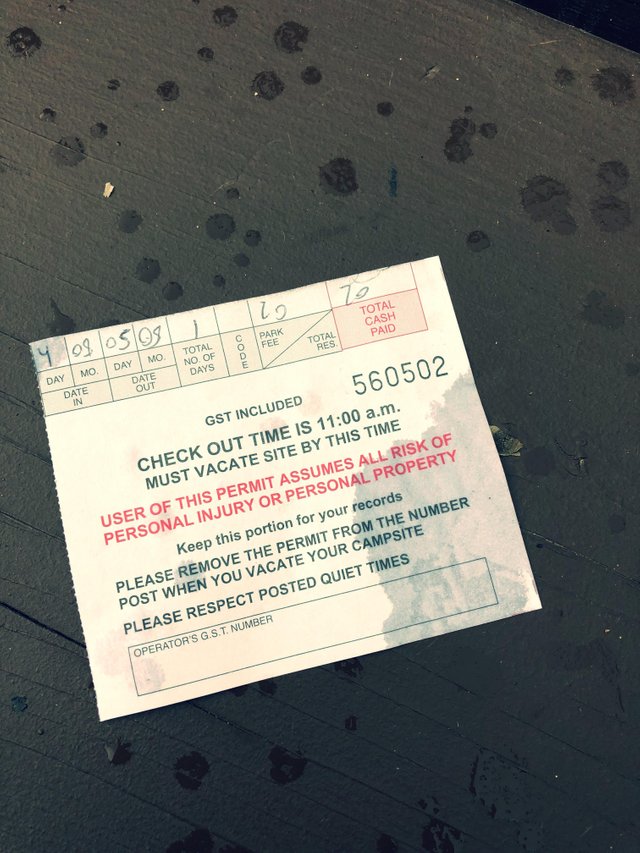 4 09 05 09 1 20 20
DAY MO. DAY MO. TOTAL NO. OF DAYS CODE PARK FEE TOTAL RES. TOTAL CASH PAID
DATE IN DATE OUT
560502
GST INCLUDED
CHECK OUT TIME IS 11:00 a.m.
MUST VACATE SITE BY THIS TIME
USER OF THIS PERMIT ASSUMES ALL RISK OF
PERSONAL INJURY OR PERSONAL PROPERTY
Keep this portion for your records
PLEASE REMOVE THE PERMIT FROM THE NUMBER
POST WHEN YOU VACATE YOUR CAMPSITE
PLEASE RESPECT POSTED QUIET TIMES
OPERATOR'S G.S.T. NUMBER